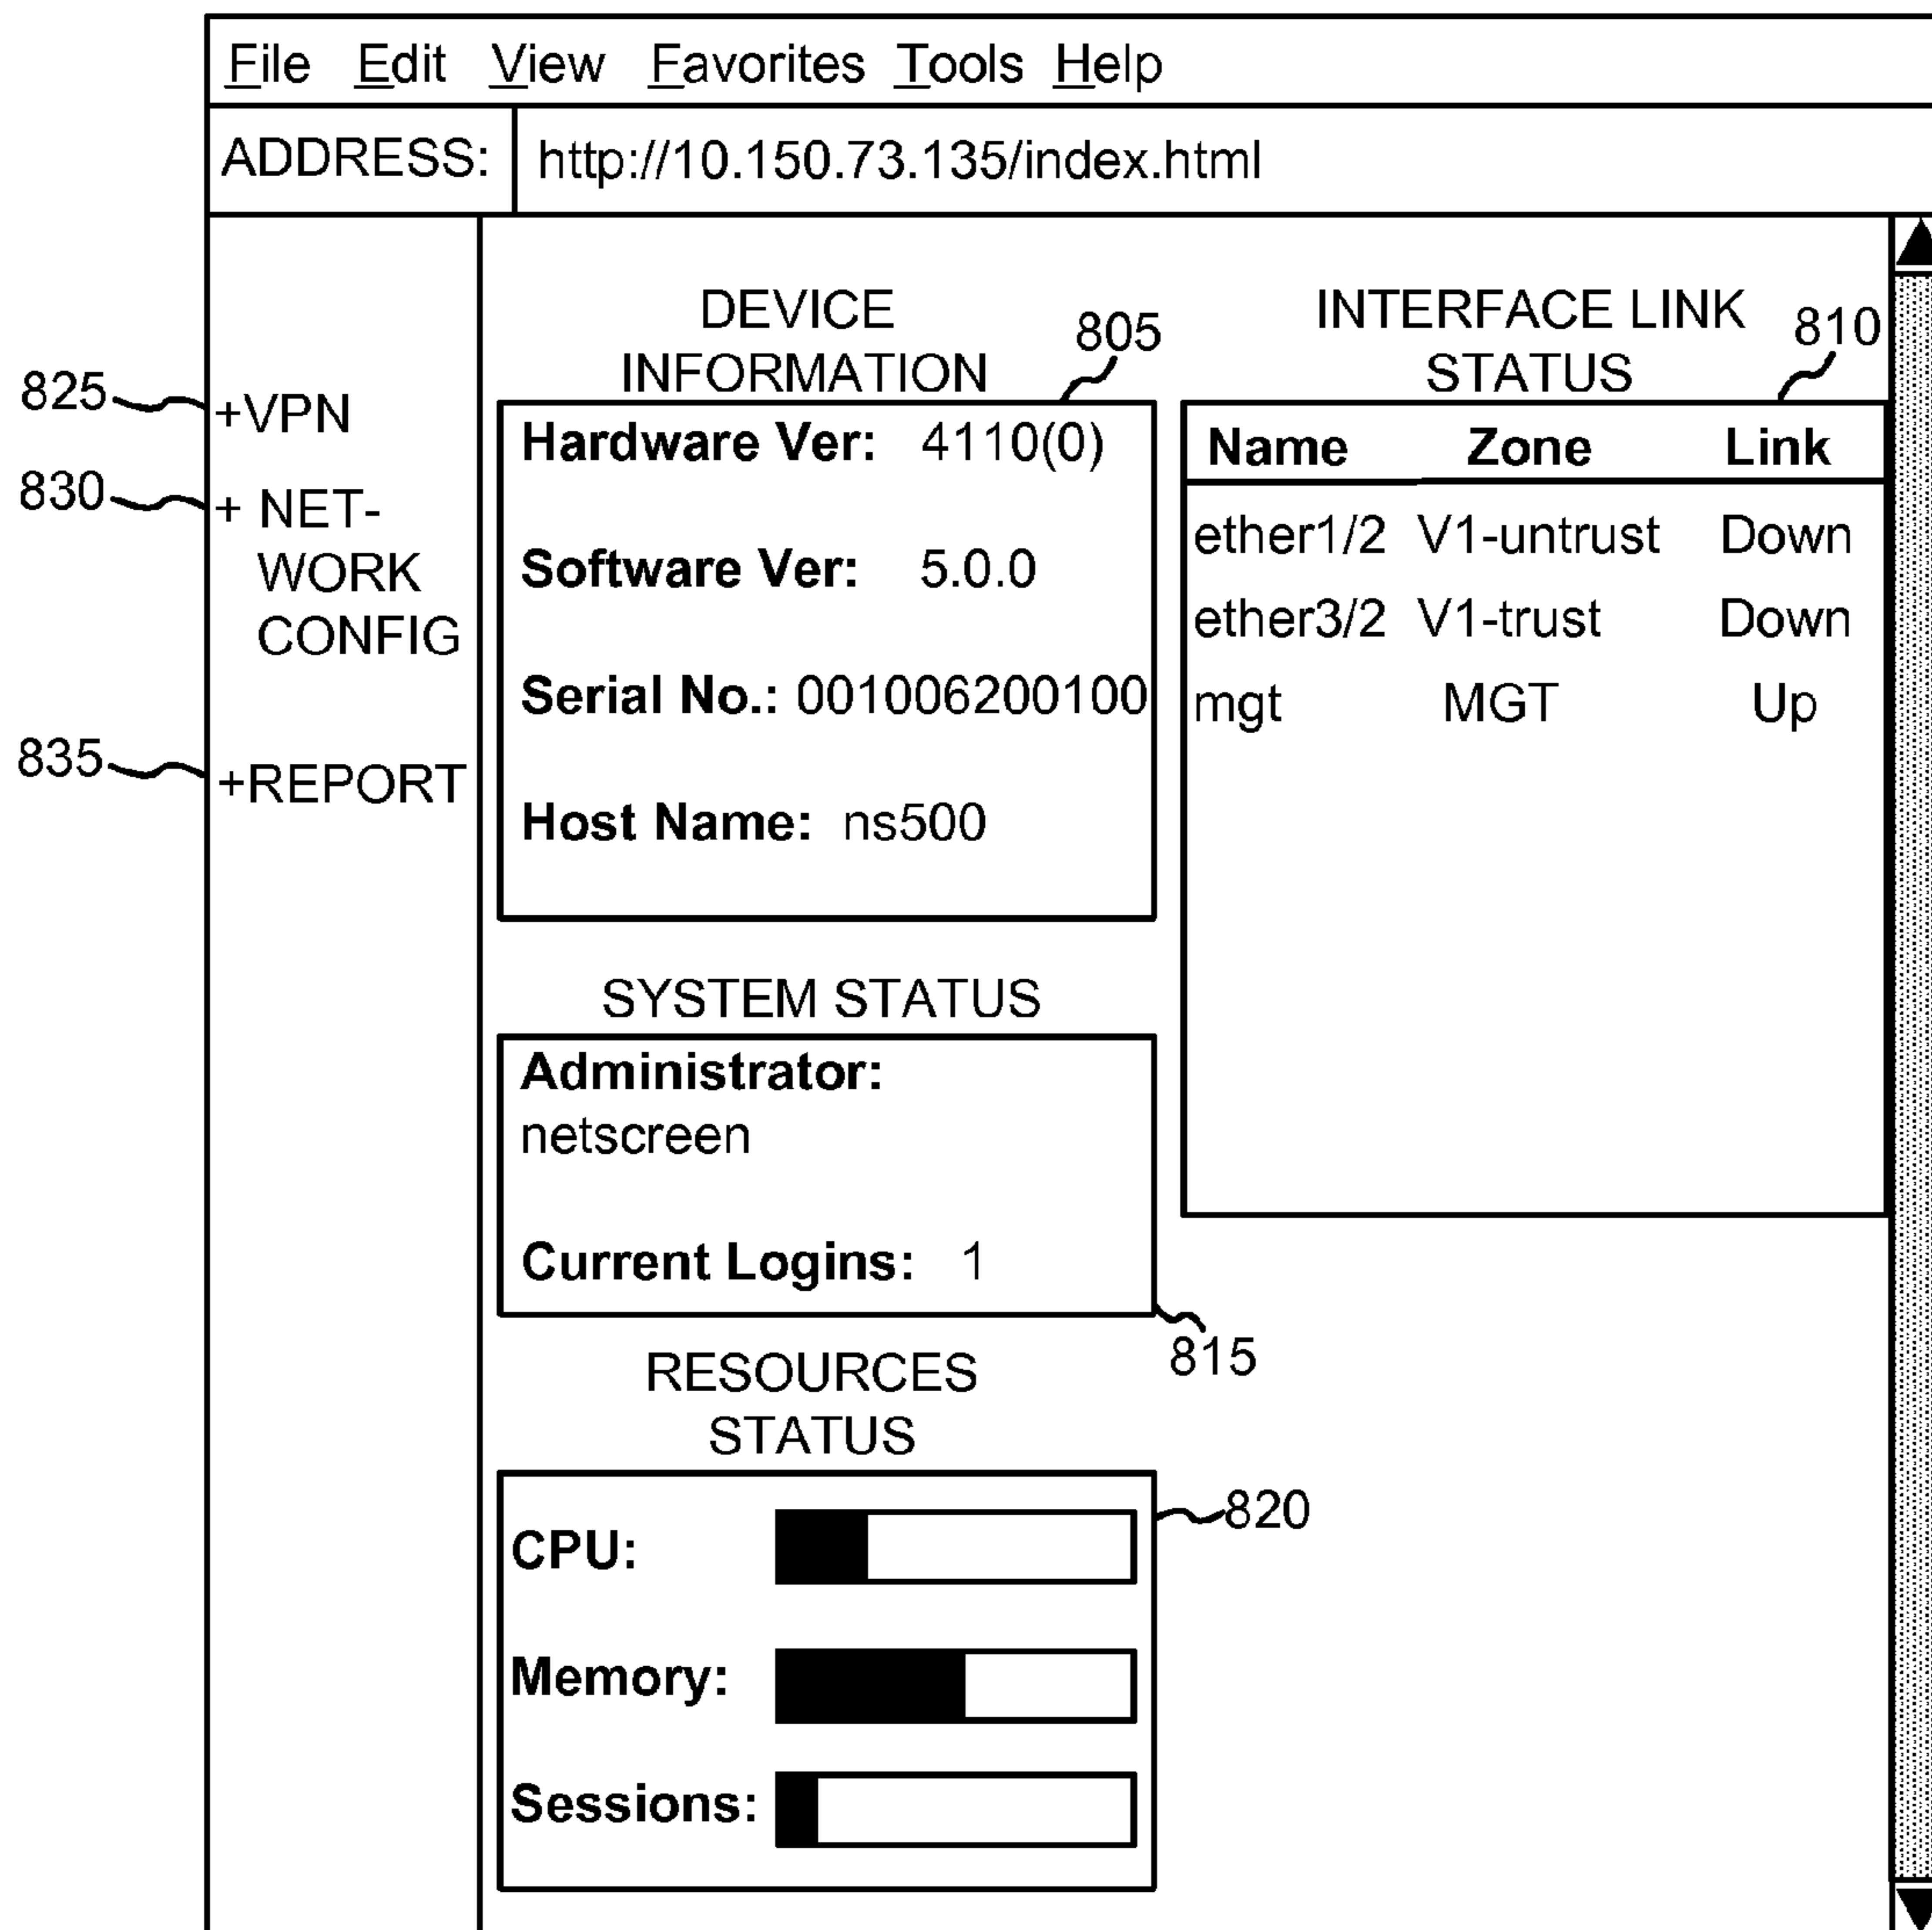 File Edit View Favorites Tools Help
ADDRESS: http://10.150.73.135/index.html
825
+VPN
830
+ NET-
WORK
CONFIG
835
+REPORT
DEVICE
INFORMATION
805
Hardware Ver: 4110(0)
Software Ver: 5.0.0
Serial No.: 001006200100
Host Name: ns500
INTERFACE LINK
STATUS
810
Name Zone Link
ether1/2 V1-untrust Down
ether3/2 V1-trust Down
mgt MGT Up
SYSTEM STATUS
Administrator:
netscreen
Current Logins: 1
815
RESOURCES
STATUS
820
CPU:
Memory:
Sessions: